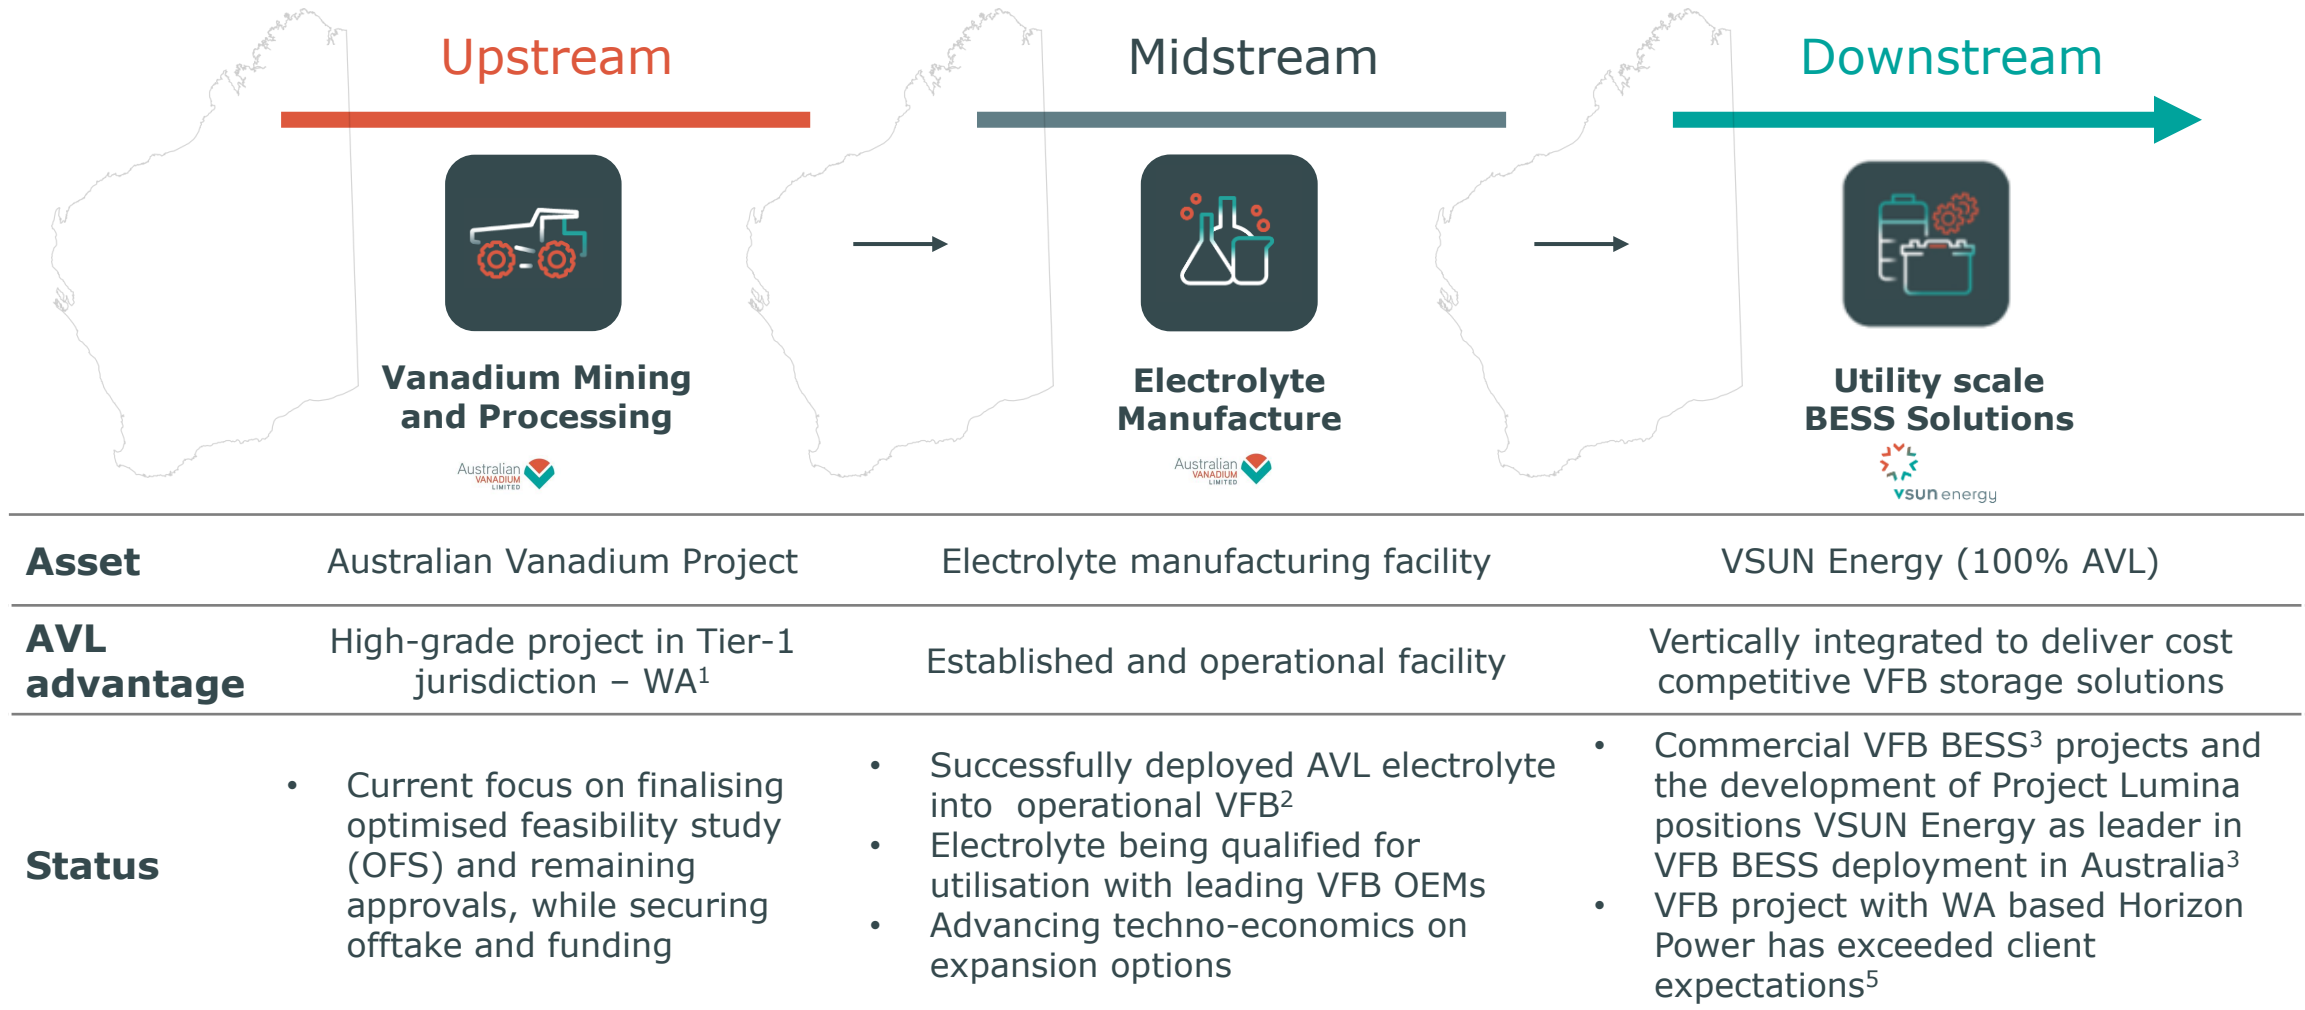 Upstream
Midstream
Downstream
Vanadium Mining
and Processing
Electrolyte
Manufacture
Utility scale
BESS Solutions
Australian
VANADIUM
LIMITED
Australian
VANADIUM
LIMITED
vsun energy
Asset
Australian Vanadium Project
Electrolyte manufacturing facility
VSUN Energy (100% AVL)
AVL
advantage
High-grade project in Tier-1
jurisdiction – WA¹
Established and operational facility
Vertically integrated to deliver cost
competitive VFB storage solutions
Status
• Current focus on finalising
optimised feasibility study
(OFS) and remaining
approvals, while securing
offtake and funding
• Successfully deployed AVL electrolyte
into operational VFB²
• Electrolyte being qualified for
utilisation with leading VFB OEMs
• Advancing techno-economics on
expansion options
• Commercial VFB BESS³ projects and
the development of Project Lumina
positions VSUN Energy as leader in
VFB BESS deployment in Australia³
• VFB project with WA based Horizon
Power has exceeded client
expectations⁵